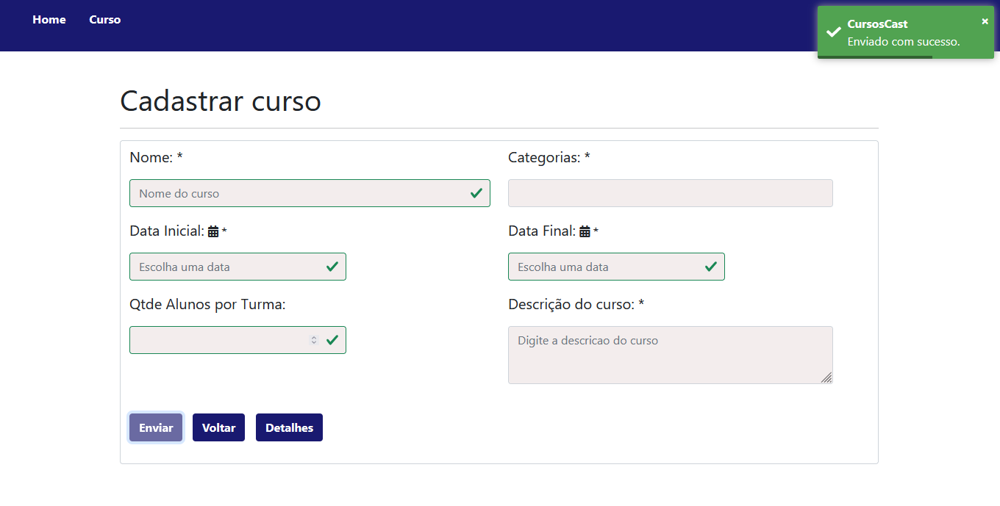 Home Curso
CursosCast
Enviado com sucesso.
×
Cadastrar curso
Nome: *
Categorias: *
Nome do curso
Data Inicial: *
Data Final: *
Escolha uma data
Escolha uma data
Qtde Alunos por Turma:
Descrição do curso: *
Digite a descricao do curso
Enviar Voltar Detalhes